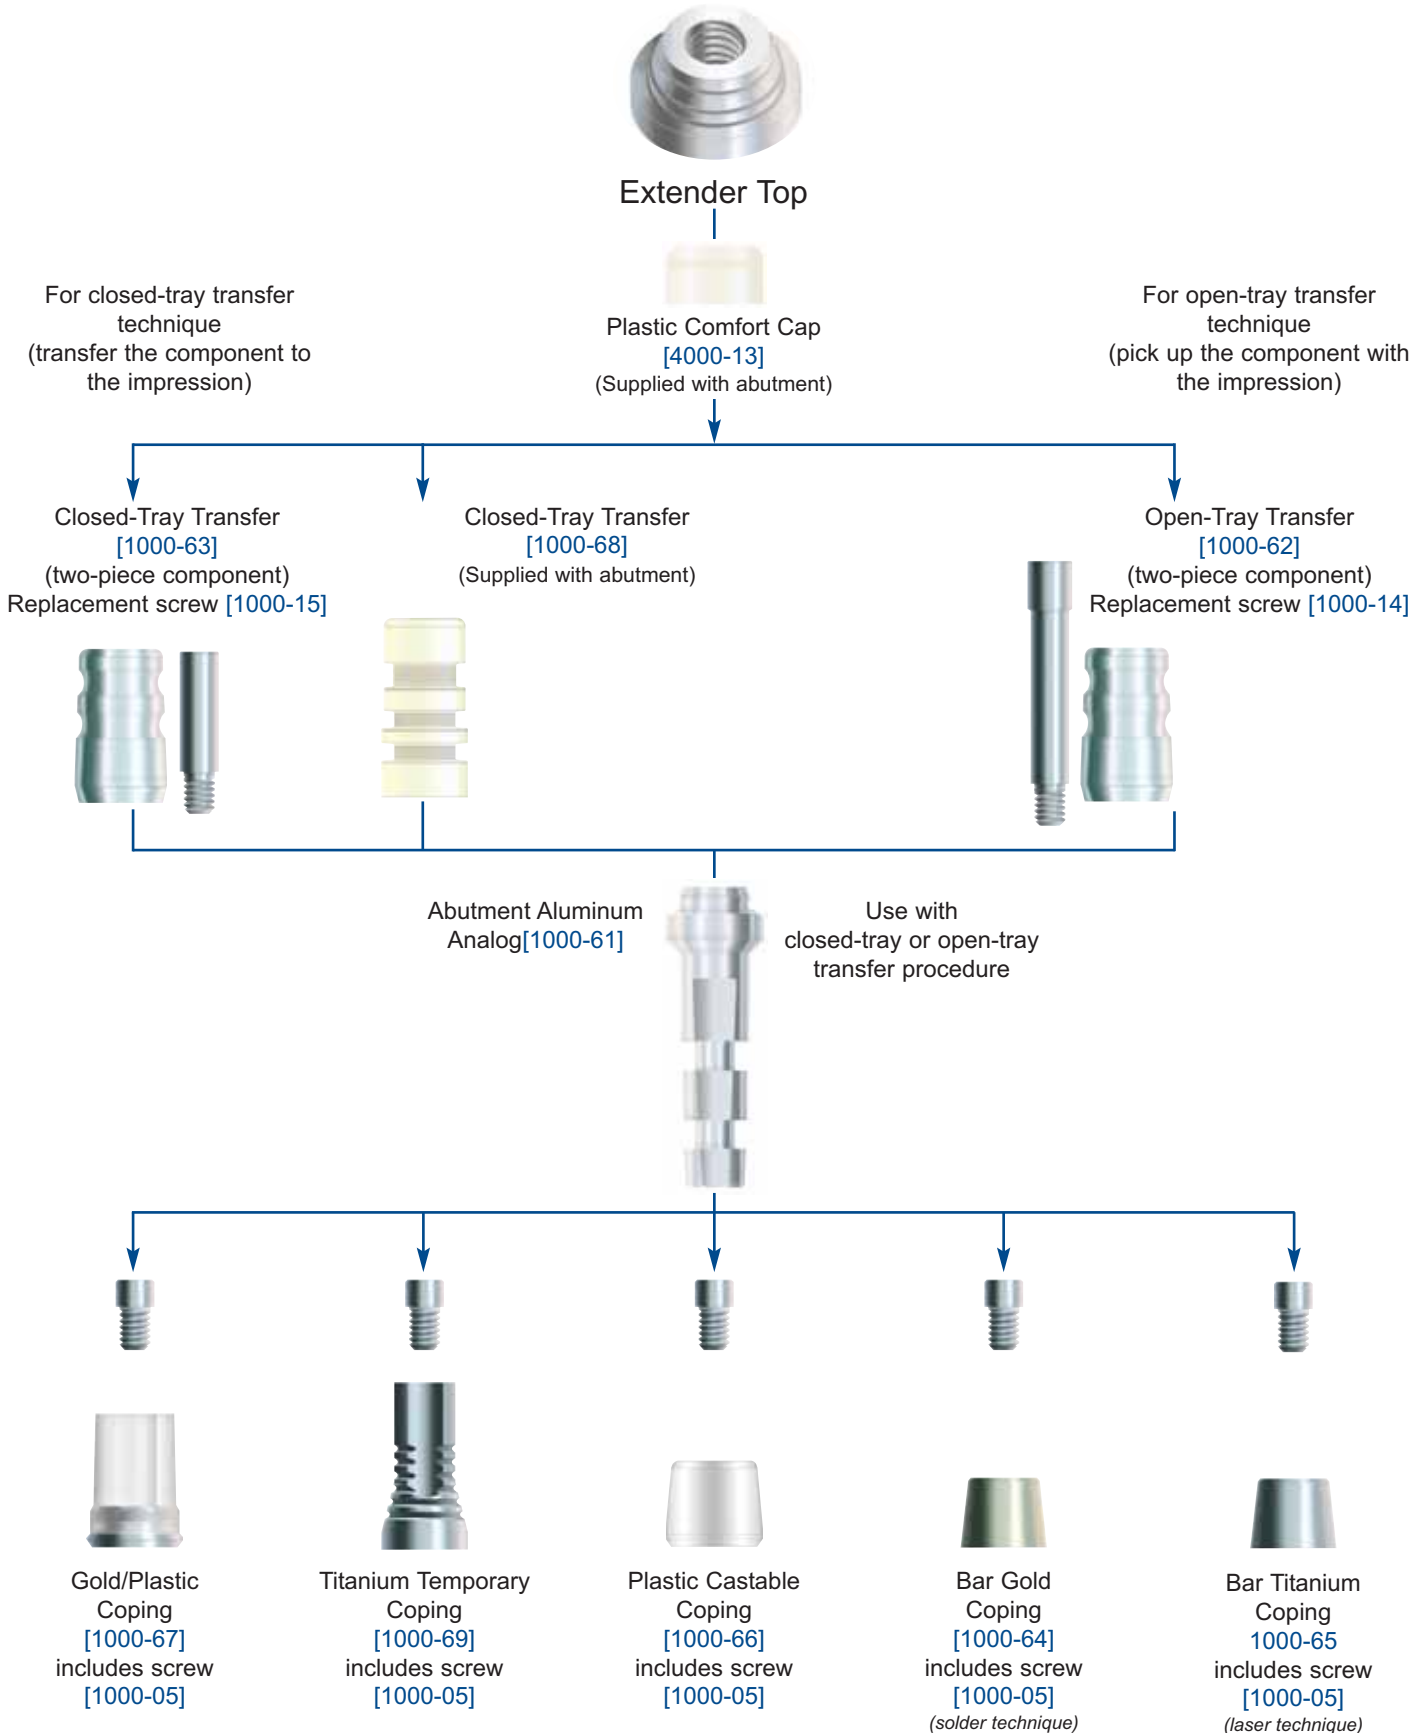 Extender Top
Plastic Comfort Cap
[4000-13]
(Supplied with abutment)
For closed-tray transfer
technique
(transfer the component to
the impression)
For open-tray transfer
technique
(pick up the component with
the impression)
Closed-Tray Transfer
[1000-63]
(two-piece component)
Replacement screw [1000-15]
Closed-Tray Transfer
[1000-68]
(Supplied with abutment)
Open-Tray Transfer
[1000-62]
(two-piece component)
Replacement screw [1000-14]
Abutment Aluminum
Analog[1000-61]
Use with
closed-tray or open-tray
transfer procedure
Gold/Plastic
Coping
[1000-67]
includes screw
[1000-05]
Titanium Temporary
Coping
[1000-69]
includes screw
[1000-05]
Plastic Castable
Coping
[1000-66]
includes screw
[1000-05]
Bar Gold
Coping
[1000-64]
includes screw
[1000-05]
(solder technique)
Bar Titanium
Coping
1000-65
includes screw
[1000-05]
(laser technique)